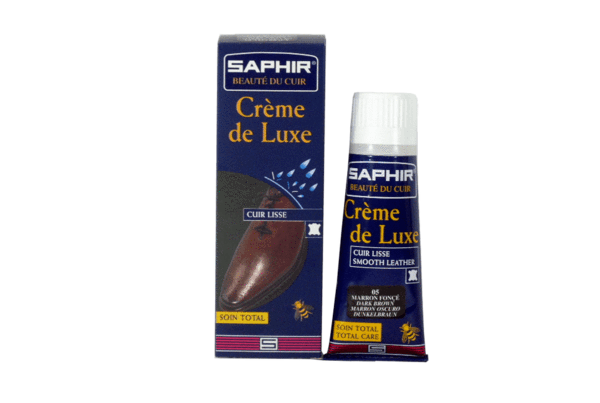 SAPHIR®
BEAUTÉ DU CUIR
Crème
de Luxe
CUIR LISSE
SOIN TOTAL
S
SAPHIR
BEAUTÉ DU CUIR
Crème
de Luxe
CUIR LISSE
SMOOTH LEATHER
05
MARRON FONÇÉ
DARK BROWN
MARRON OSCURO
DUNKELBRAUN
SOIN TOTAL
TOTAL CARE
S